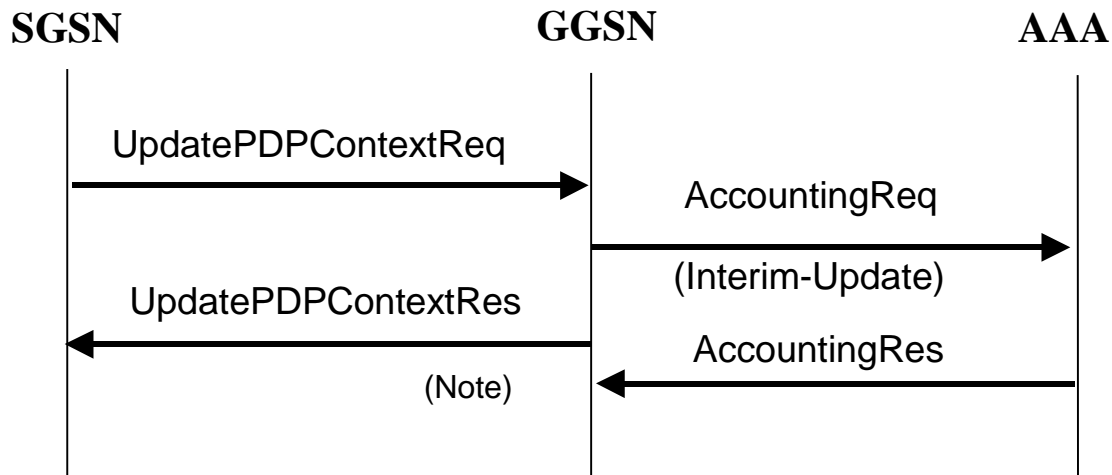 SGSN GGSN AAA
UpdatePDPContextReq
AccountingReq
(Interim-Update)
UpdatePDPContextRes
AccountingRes
(Note)